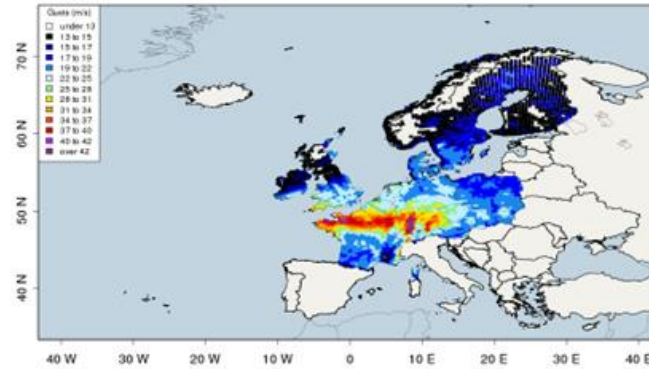 Gusts (m/s)
under 13
13 to 15
15 to 17
17 to 19
19 to 22
22 to 25
25 to 28
28 to 31
31 to 34
34 to 37
37 to 40
40 to 42
over 42
70 N
60 N
50 N
40 N
40 W
30 W
20 W
10 W
0
10 E
20 E
30 E
40 E